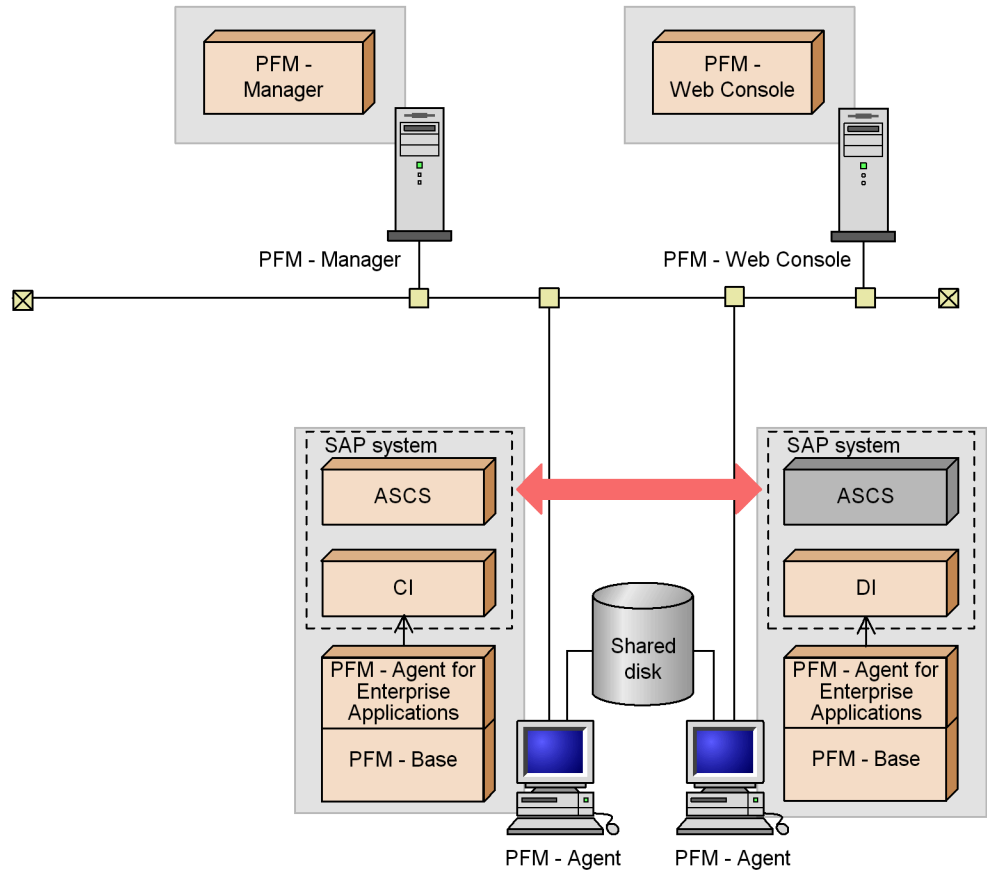 PFM -
Manager
PFM -
Web Console
PFM - Manager
PFM - Web Console
SAP system
ASCS
CI
PFM - Agent for
Enterprise
Applications
PFM - Base
Shared
disk
SAP system
ASCS
DI
PFM - Agent for
Enterprise
Applications
PFM - Base
PFM - Agent
PFM - Agent